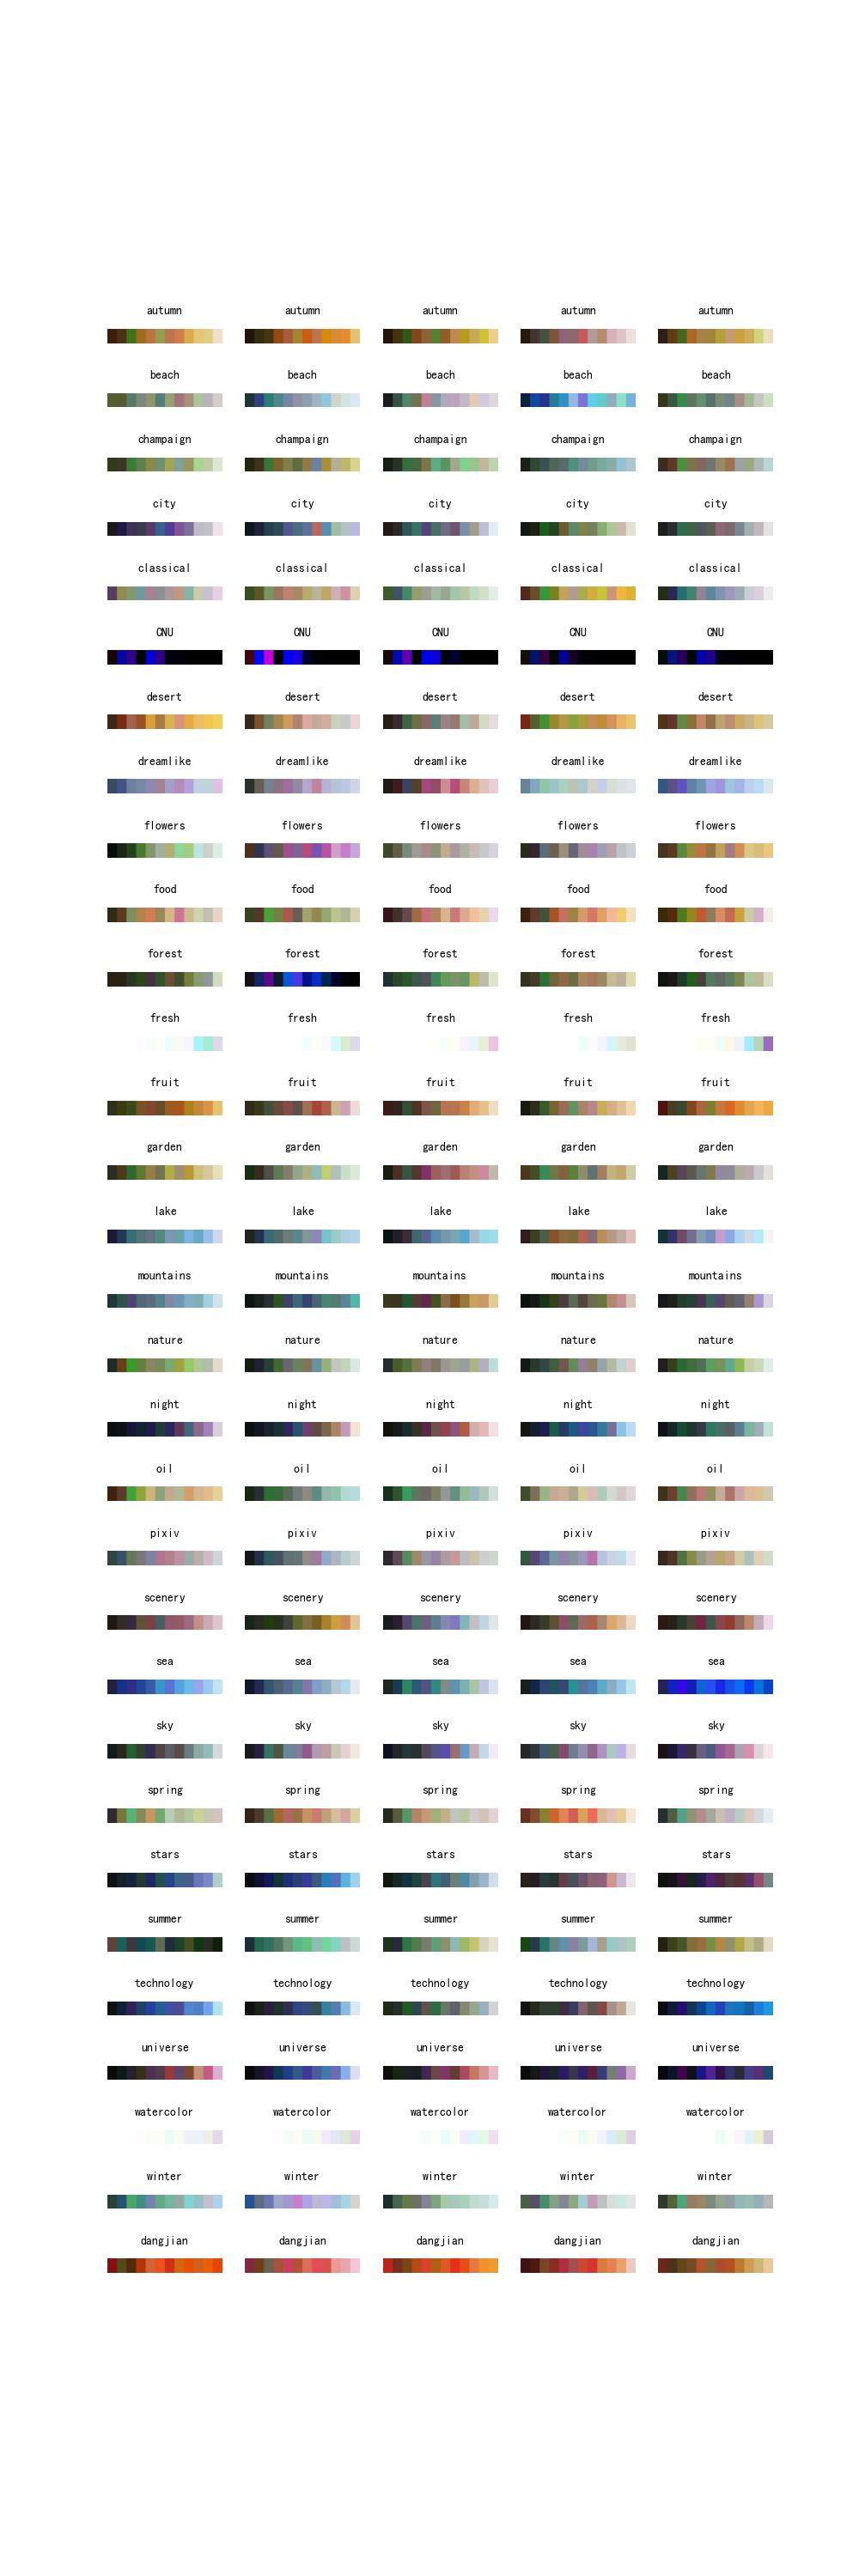 autumn autumn autumn autumn autumn
beach beach beach beach beach
champaign champaign champaign champaign champaign
city city city city city
classical classical classical classical classical
CNU CNU CNU CNU CNU
desert desert desert desert desert
dreamlike dreamlike dreamlike dreamlike dreamlike
flowers flowers flowers flowers flowers
food food food food food
forest forest forest forest forest
fresh fresh fresh fresh fresh
fruit fruit fruit fruit fruit
garden garden garden garden garden
lake lake lake lake lake
mountains mountains mountains mountains mountains
nature nature nature nature nature
night night night night night
oil oil oil oil oil
pixiv pixiv pixiv pixiv pixiv
scenery scenery scenery scenery scenery
sea sea sea sea sea
sky sky sky sky sky
spring spring spring spring spring
stars stars stars stars stars
summer summer summer summer summer
technology technology technology technology technology
universe universe universe universe universe
watercolor watercolor watercolor watercolor watercolor
winter winter winter winter winter
dangjian dangjian dangjian dangjian dangjian